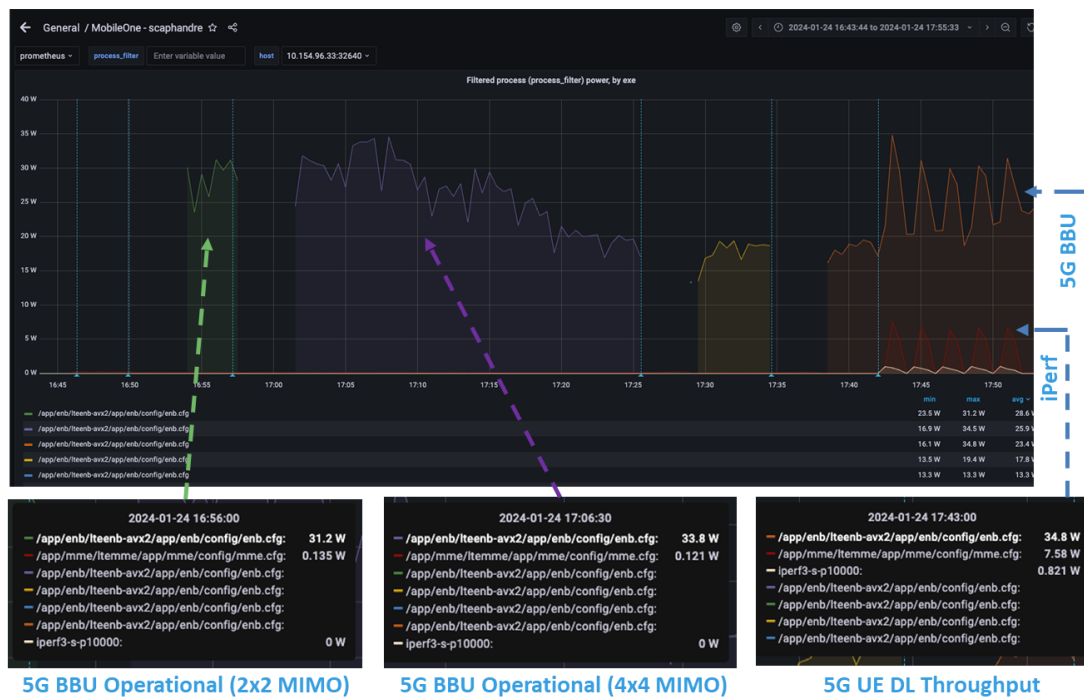 General / MobileOne - scaphandre
2024-01-24 16:43:44 to 2024-01-24 17:55:33
prometheus process_filter Enter variable value host 10.154.96.33:32640
Filtered process (process_filter) power, by exe
40 W
35 W
30 W
25 W
20 W
15 W
10 W
5 W
0 W
16:45 16:50 16:55 17:00 17:05 17:10 17:15 17:20 17:25 17:30 17:35 17:40 17:45 17:50
5G BBU
iPerf
min max avg
/app/enb/lteenb-avx2/app/enb/config/enb.cfg 23.5 W 31.2 W 28.6
/app/enb/lteenb-avx2/app/enb/config/enb.cfg 16.9 W 34.5 W 25.9
/app/enb/lteenb-avx2/app/enb/config/enb.cfg 16.1 W 34.8 W 23.4
/app/enb/lteenb-avx2/app/enb/config/enb.cfg 13.5 W 19.4 W 17.8
/app/enb/lteenb-avx2/app/enb/config/enb.cfg 13.3 W 13.3 W 13.3
2024-01-24 16:56:00
/app/enb/lteenb-avx2/app/enb/config/enb.cfg: 31.2 W
/app/mme/ltemme/app/mme/config/mme.cfg: 0.135 W
/app/enb/lteenb-avx2/app/enb/config/enb.cfg:
/app/enb/lteenb-avx2/app/enb/config/enb.cfg:
/app/enb/lteenb-avx2/app/enb/config/enb.cfg:
/app/enb/lteenb-avx2/app/enb/config/enb.cfg:
iperf3-s-p10000: 0 W
5G BBU Operational (2x2 MIMO)
2024-01-24 17:06:30
/app/enb/lteenb-avx2/app/enb/config/enb.cfg: 33.8 W
/app/mme/ltemme/app/mme/config/mme.cfg: 0.121 W
/app/enb/lteenb-avx2/app/enb/config/enb.cfg:
/app/enb/lteenb-avx2/app/enb/config/enb.cfg:
/app/enb/lteenb-avx2/app/enb/config/enb.cfg:
/app/enb/lteenb-avx2/app/enb/config/enb.cfg:
iperf3-s-p10000: 0 W
5G BBU Operational (4x4 MIMO)
2024-01-24 17:43:00
/app/enb/lteenb-avx2/app/enb/config/enb.cfg: 34.8 W
/app/mme/ltemme/app/mme/config/mme.cfg: 7.58 W
iperf3-s-p10000: 0.821 W
/app/enb/lteenb-avx2/app/enb/config/enb.cfg:
/app/enb/lteenb-avx2/app/enb/config/enb.cfg:
/app/enb/lteenb-avx2/app/enb/config/enb.cfg:
/app/enb/lteenb-avx2/app/enb/config/enb.cfg:
5G UE DL Throughput